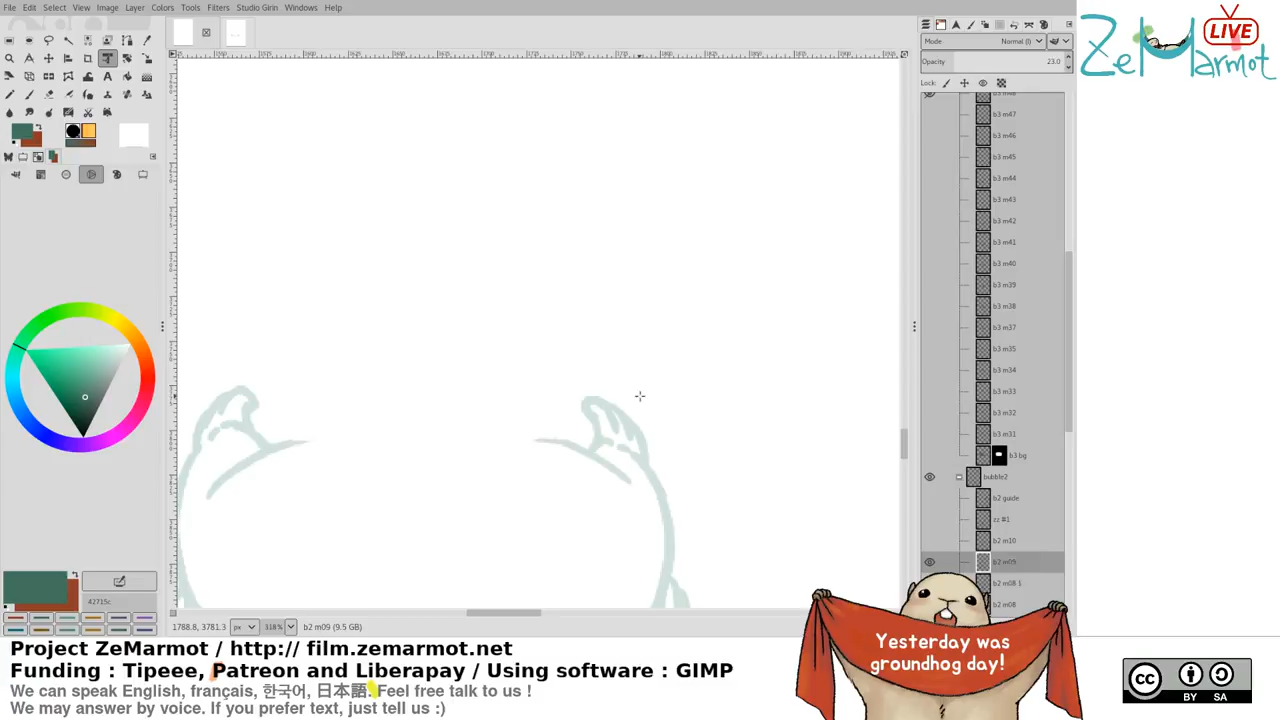 File Edit Select View Image Layer Colors Tools Filters Studio Girin Windows Help
ZeMarmot
LIVE
Mode Normal (l)
Opacity 23.0
Lock:
b3 m47
b3 m46
b3 m45
b3 m44
b3 m43
b3 m42
b3 m41
b3 m40
b3 m39
b3 m38
b3 m37
b3 m35
b3 m34
b3 m33
b3 m32
b3 m31
b3 bg
bubble2
b2 guide
zz #1
b2 m10
b2 m09
b2 m08 1
b2 m08
42715c
1788.8, 3781.3 px 318% b2 m09 (9.5 GB)
Yesterday was
groundhog day!
Project ZeMarmot / http:// film.zemarmot.net
Funding : Tipeee, Patreon and Liberapay / Using software : GIMP
We can speak English, français, 한국어, 日本語. Feel free talk to us !
We may answer by voice. If you prefer text, just tell us :)
cc BY SA